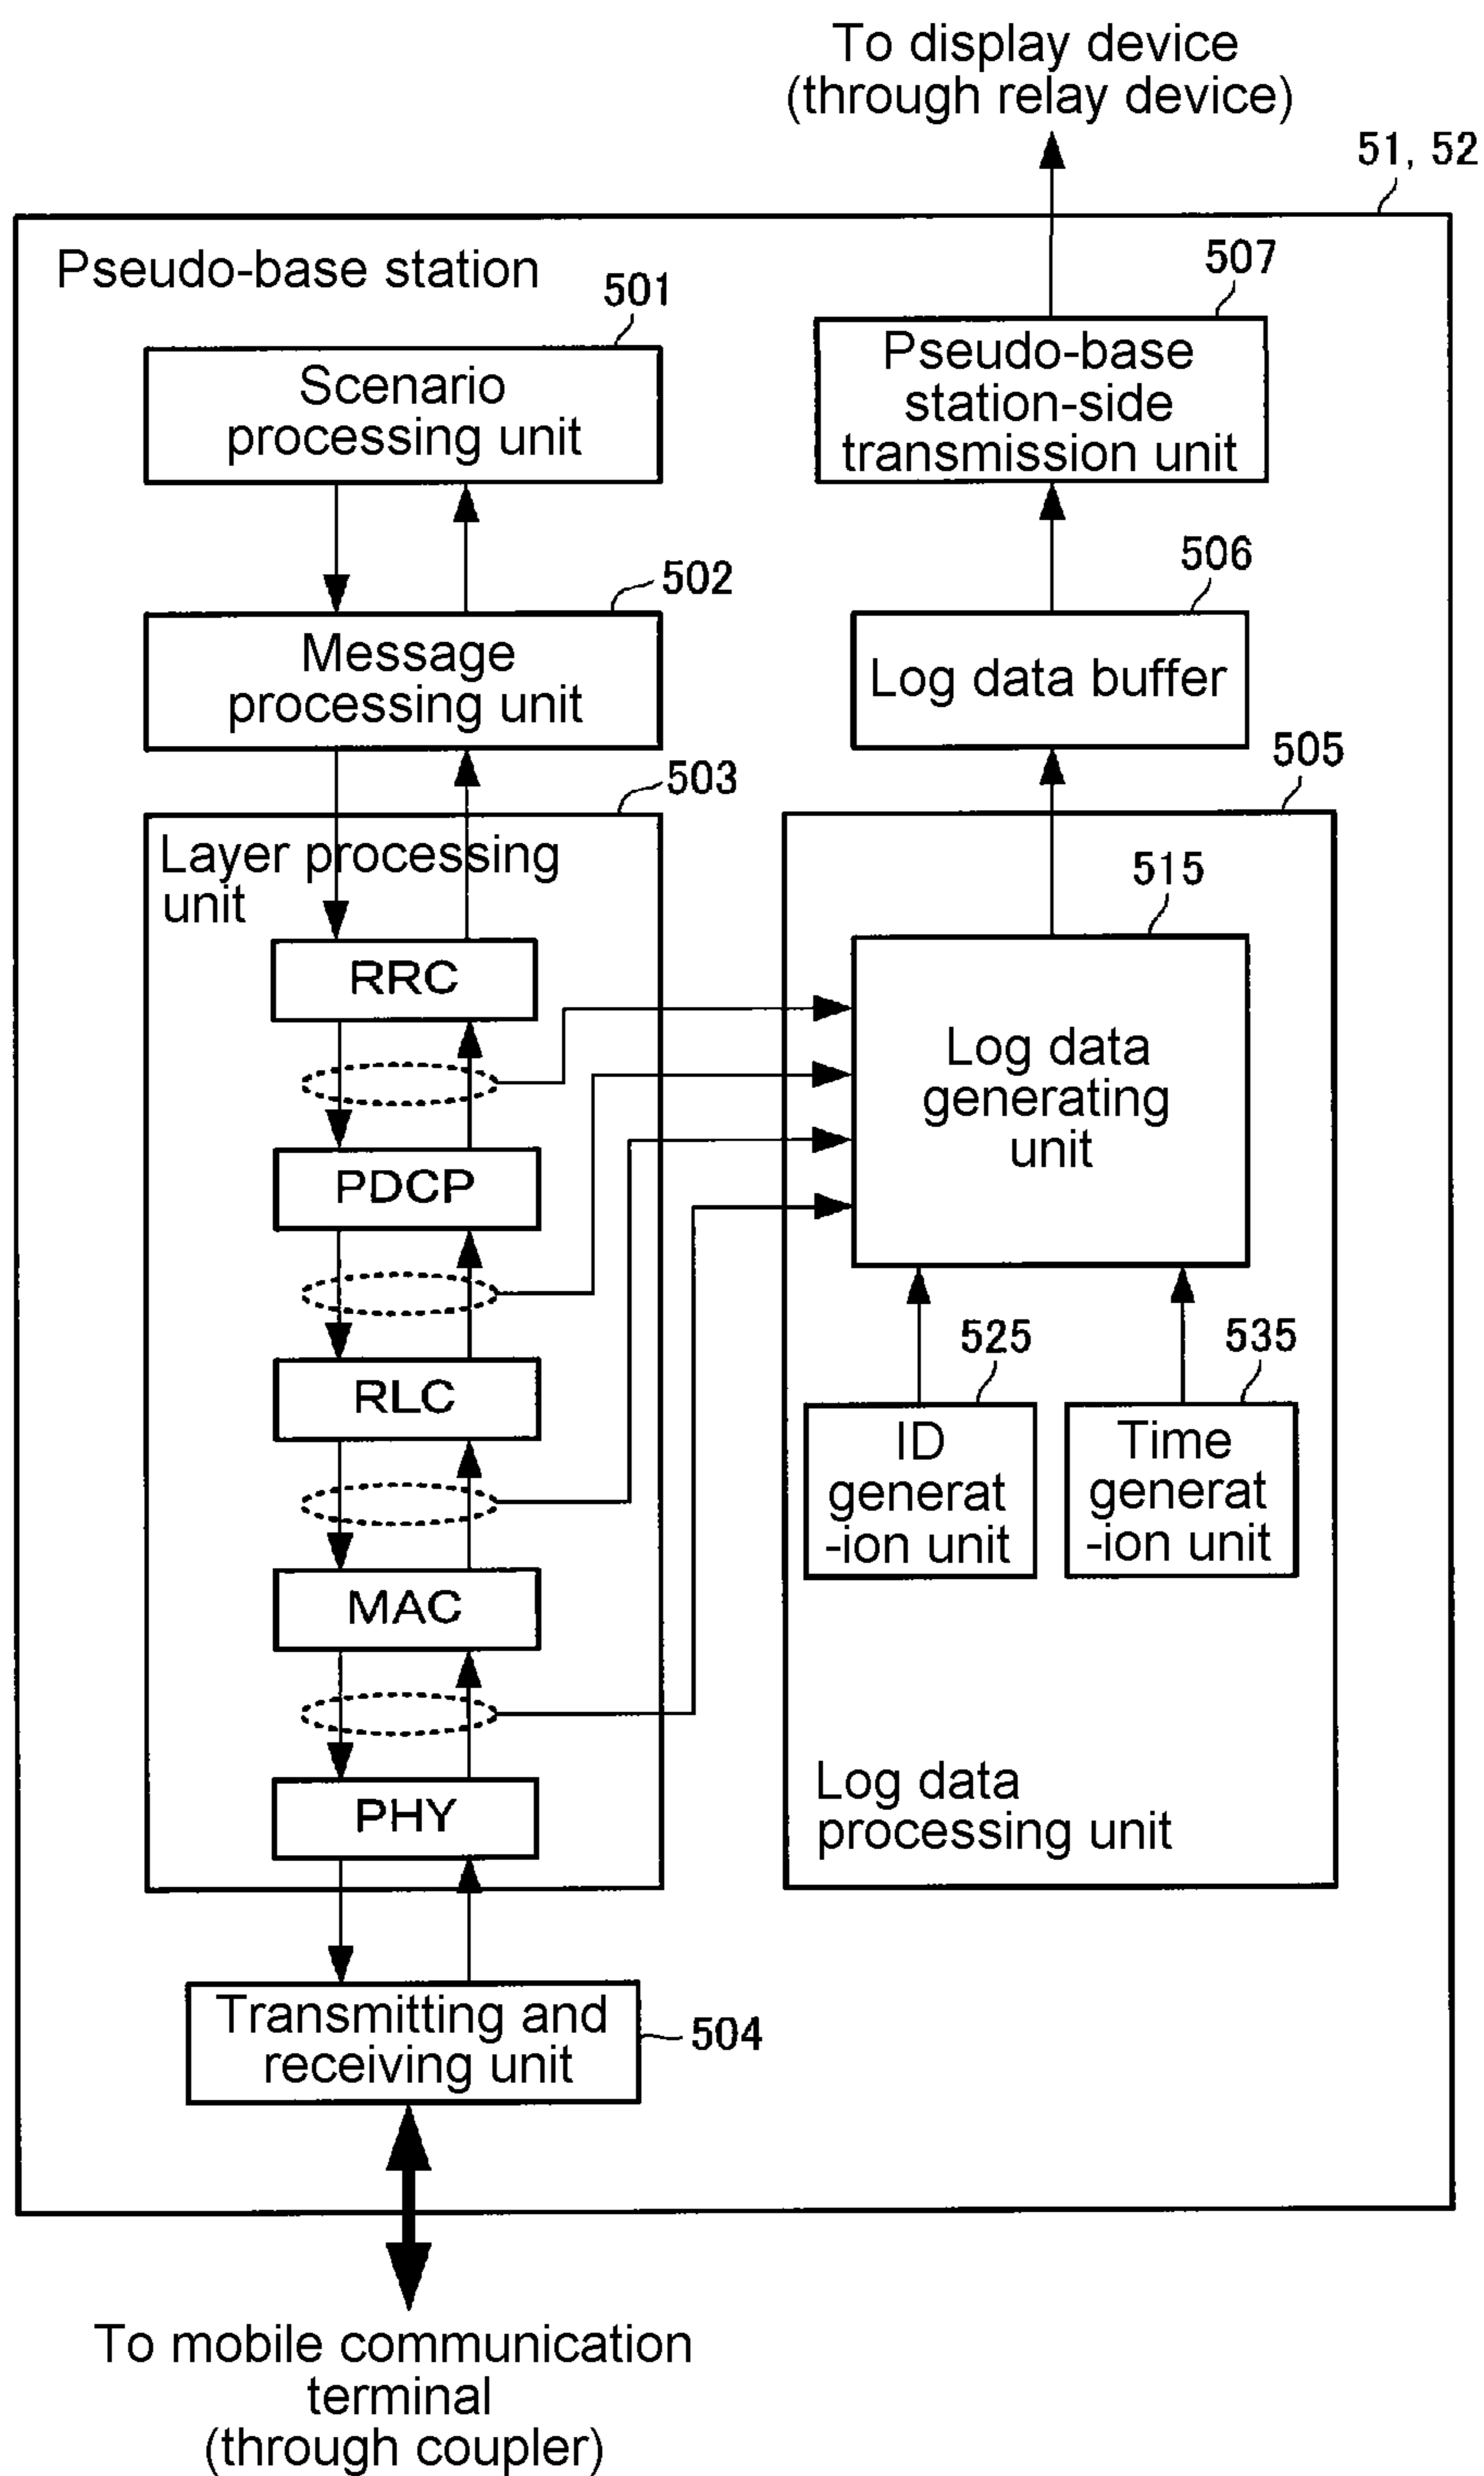 To display device
(through relay device)
51, 52
Pseudo-base station
501
Scenario
processing unit
507
Pseudo-base
station-side
transmission unit
502
Message
processing unit
506
Log data buffer
503
Layer processing
unit
505
515
RRC
Log data
generating
unit
PDCP
RLC
525
ID
generat
-ion unit
535
Time
generat
-ion unit
MAC
PHY
Log data
processing unit
Transmitting and
receiving unit
504
To mobile communication
terminal
(through coupler)